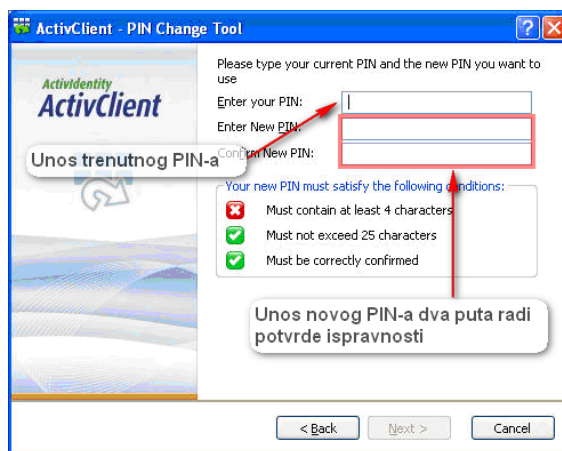 ActivClient - PIN Change Tool
Please type your current PIN and the new PIN you want to
use
ActivIdentity
ActivClient
Enter your PIN:
Enter New PIN:
Confirm New PIN:
Unos trenutnog PIN-a
Your new PIN must satisfy the following conditions:
Must contain at least 4 characters
Must not exceed 25 characters
Must be correctly confirmed
Unos novog PIN-a dva puta radi
potvrde ispravnosti
< Back
Next >
Cancel